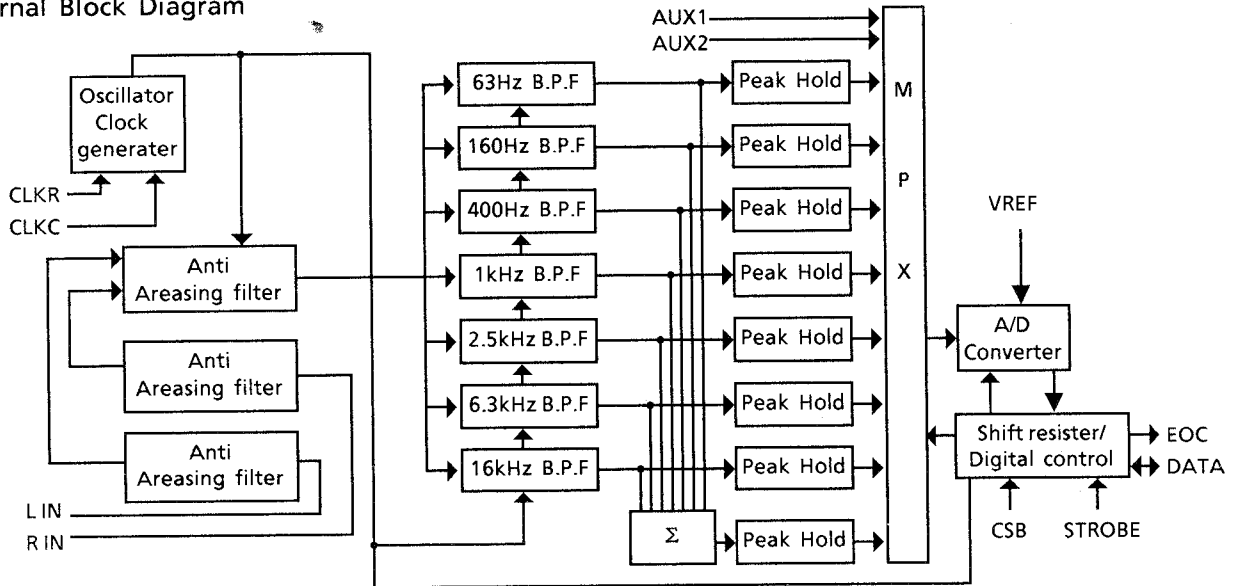 rnal Block Diagram
AUX1
AUX2
Oscillator
Clock
generater
CLKR
CLKC
Anti
Areasing filter
Anti
Areasing filter
Anti
Areasing filter
L IN
R IN
63Hz B.P.F
160Hz B.P.F
400Hz B.P.F
1kHz B.P.F
2.5kHz B.P.F
6.3kHz B.P.F
16kHz B.P.F
Σ
Peak Hold
Peak Hold
Peak Hold
Peak Hold
Peak Hold
Peak Hold
Peak Hold
Peak Hold
M
P
X
VREF
A/D
Converter
Shift resister/
Digital control
EOC
DATA
CSB
STROBE